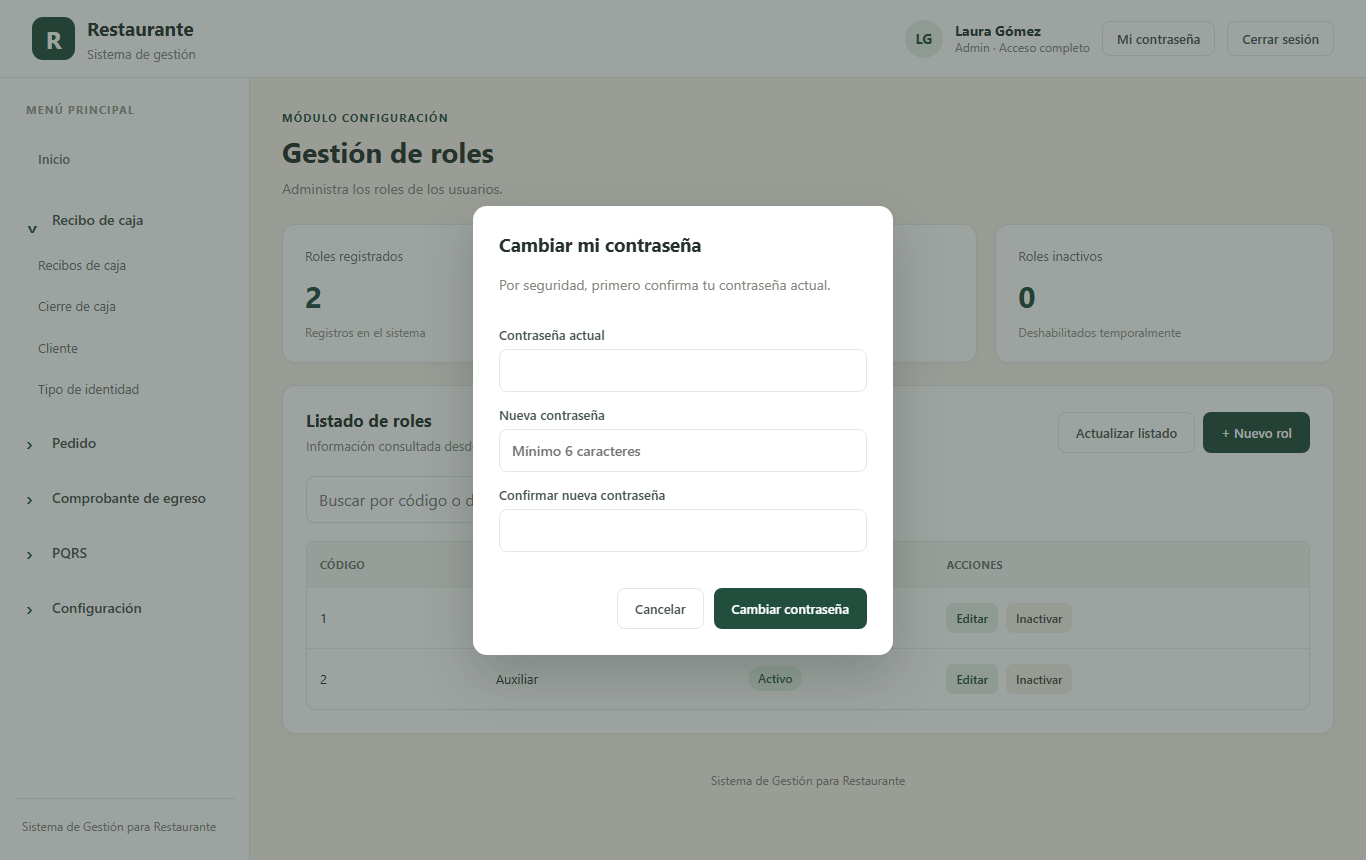 R
Restaurante
Sistema de gestión
LG
Laura Gómez
Admin · Acceso completo
Mi contraseña
Cerrar sesión
MENÚ PRINCIPAL
Inicio
v Recibo de caja
Recibos de caja
Cierre de caja
Cliente
Tipo de identidad
› Pedido
› Comprobante de egreso
› PQRS
› Configuración
Sistema de Gestión para Restaurante
MÓDULO CONFIGURACIÓN
Gestión de roles
Administra los roles de los usuarios.
Roles registrados
2
Registros en el sistema
Roles inactivos
0
Deshabilitados temporalmente
Listado de roles
Información consultada
Actualizar listado
+ Nuevo rol
Buscar por código o
CÓDIGO
ACCIONES
1
Editar
Inactivar
2
Auxiliar
Activo
Editar
Inactivar
Cambiar mi contraseña
Por seguridad, primero confirma tu contraseña actual.
Contraseña actual
Nueva contraseña
Mínimo 6 caracteres
Confirmar nueva contraseña
Cancelar
Cambiar contraseña
Sistema de Gestión para Restaurante